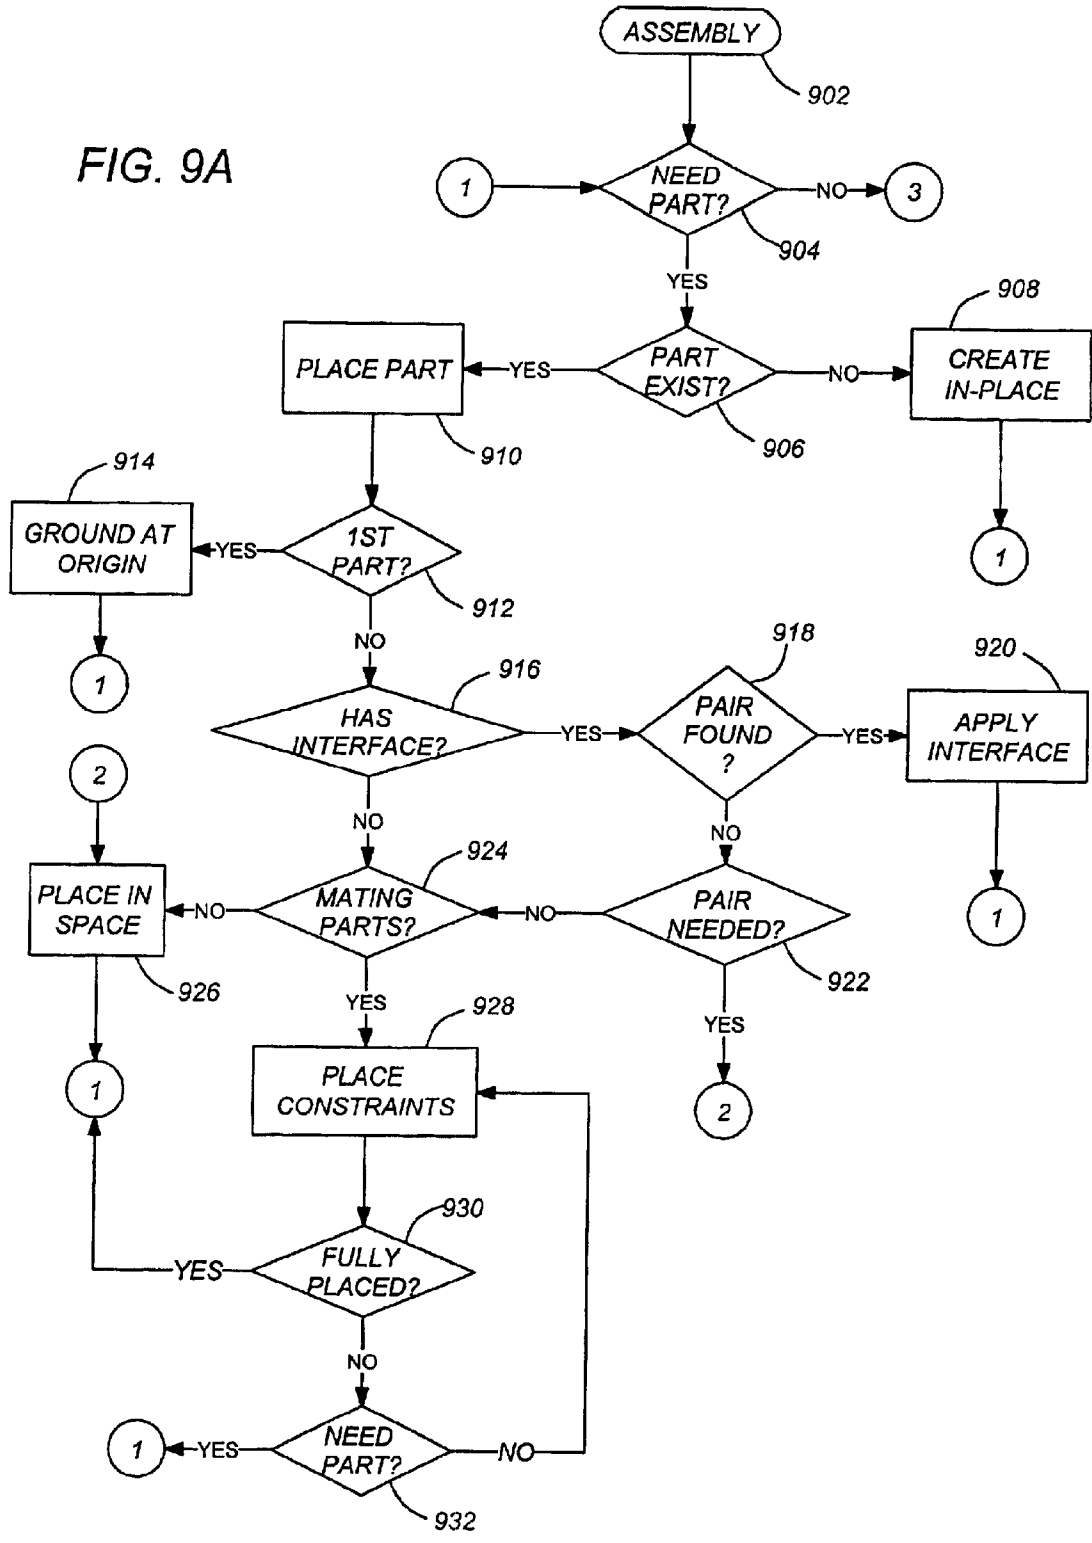 ASSEMBLY
902
FIG. 9A
1
NEED
PART?
NO
3
904
YES
908
PLACE PART
YES
PART
EXIST?
NO
CREATE
IN-PLACE
910
906
914
GROUND AT
ORIGIN
YES
1ST
PART?
912
1
NO
1
916
HAS
INTERFACE?
YES
918
PAIR
FOUND
?
YES
920
APPLY
INTERFACE
2
NO
NO
924
PLACE IN
SPACE
NO
MATING
PARTS?
NO
PAIR
NEEDED?
1
926
922
YES
928
YES
1
PLACE
CONSTRAINTS
2
930
YES
FULLY
PLACED?
NO
1
YES
NEED
PART?
NO
932